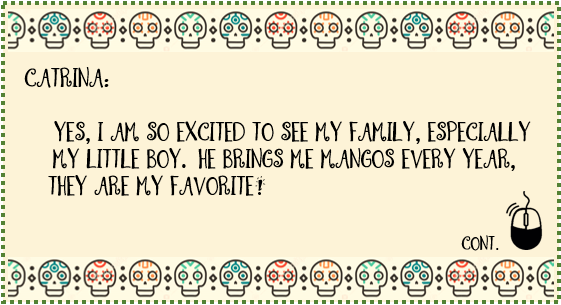 CATRINA:
YES, I AM SO EXCITED TO SEE MY FAMILY, ESPECIALLY
MY LITTLE BOY. HE BRINGS ME MANGOS EVERY YEAR,
THEY ARE MY FAVORITE!
CONT.